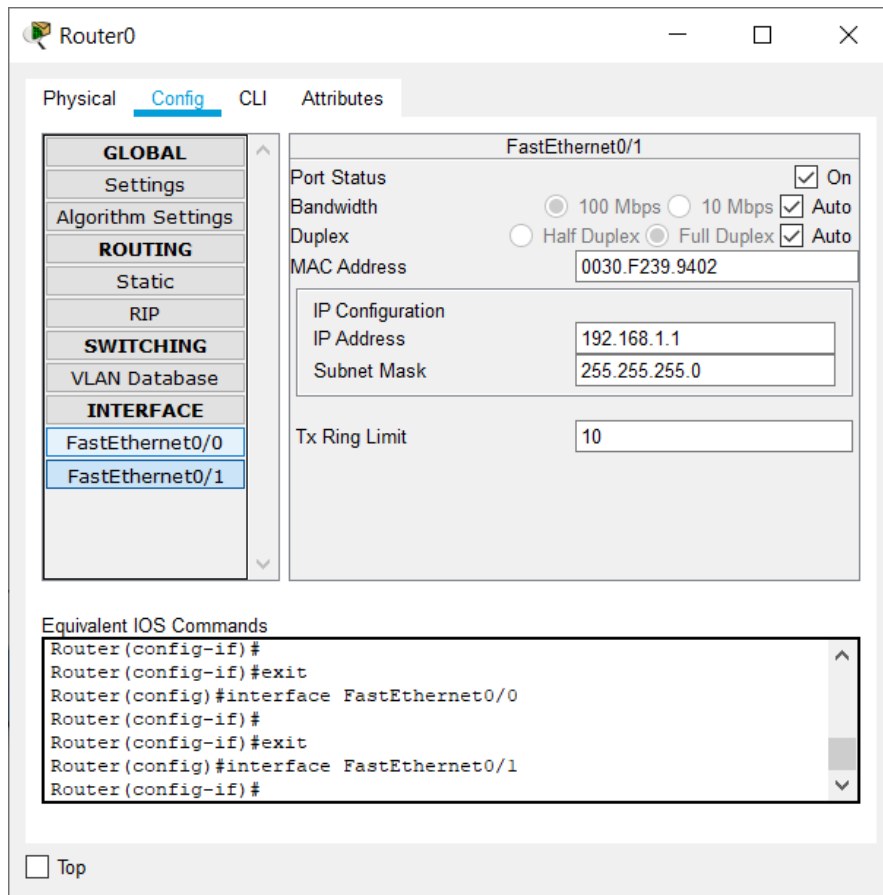 Router0
Physical Config CLI Attributes
GLOBAL
Settings
Algorithm Settings
ROUTING
Static
RIP
SWITCHING
VLAN Database
INTERFACE
FastEthernet0/0
FastEthernet0/1
FastEthernet0/1
Port Status On
Bandwidth 100 Mbps 10 Mbps Auto
Duplex Half Duplex Full Duplex Auto
MAC Address 0030.F239.9402
IP Configuration
IP Address 192.168.1.1
Subnet Mask 255.255.255.0
Tx Ring Limit 10
Equivalent IOS Commands
Router(config-if)#
Router(config-if)#exit
Router(config)#interface FastEthernet0/0
Router(config-if)#
Router(config-if)#exit
Router(config)#interface FastEthernet0/1
Router(config-if)#
Top